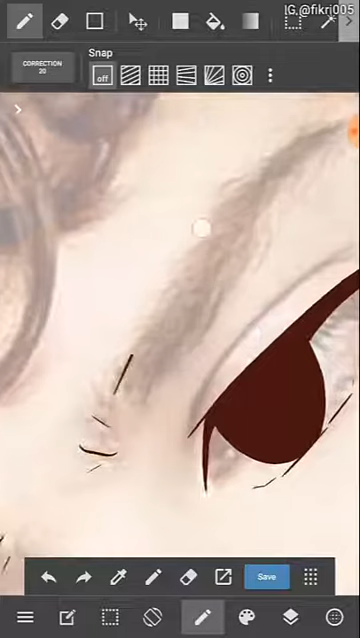 IG,@fikri005
Snap
CORRECTION
20
off
Save